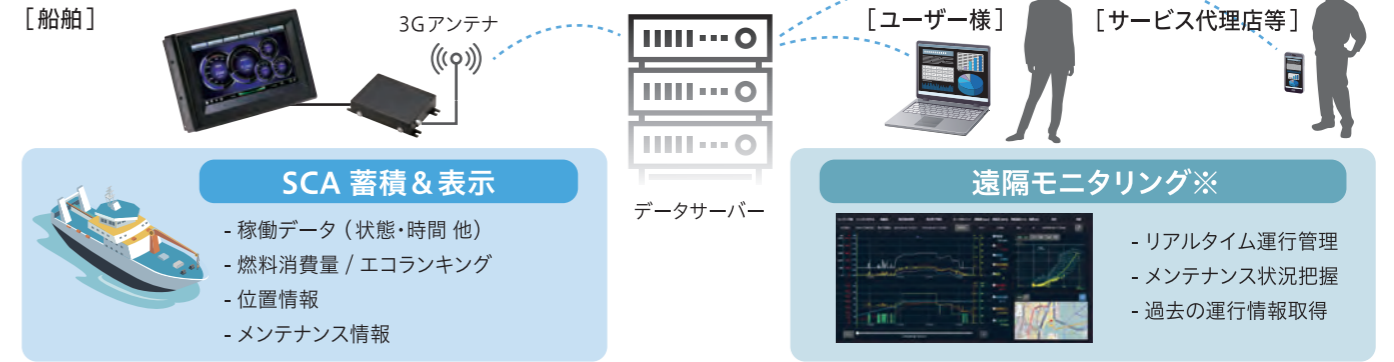 [船舶]
3Gアンテナ
[ユーザー様]
[サービス代理店等]
SCA 蓄積&表示
- 稼働データ(状態・時間 他)
- 燃料消費量 / エコランキング
- 位置情報
- メンテナンス情報
データサーバー
遠隔モニタリング※
- リアルタイム運行管理
- メンテナンス状況把握
- 過去の運行情報取得